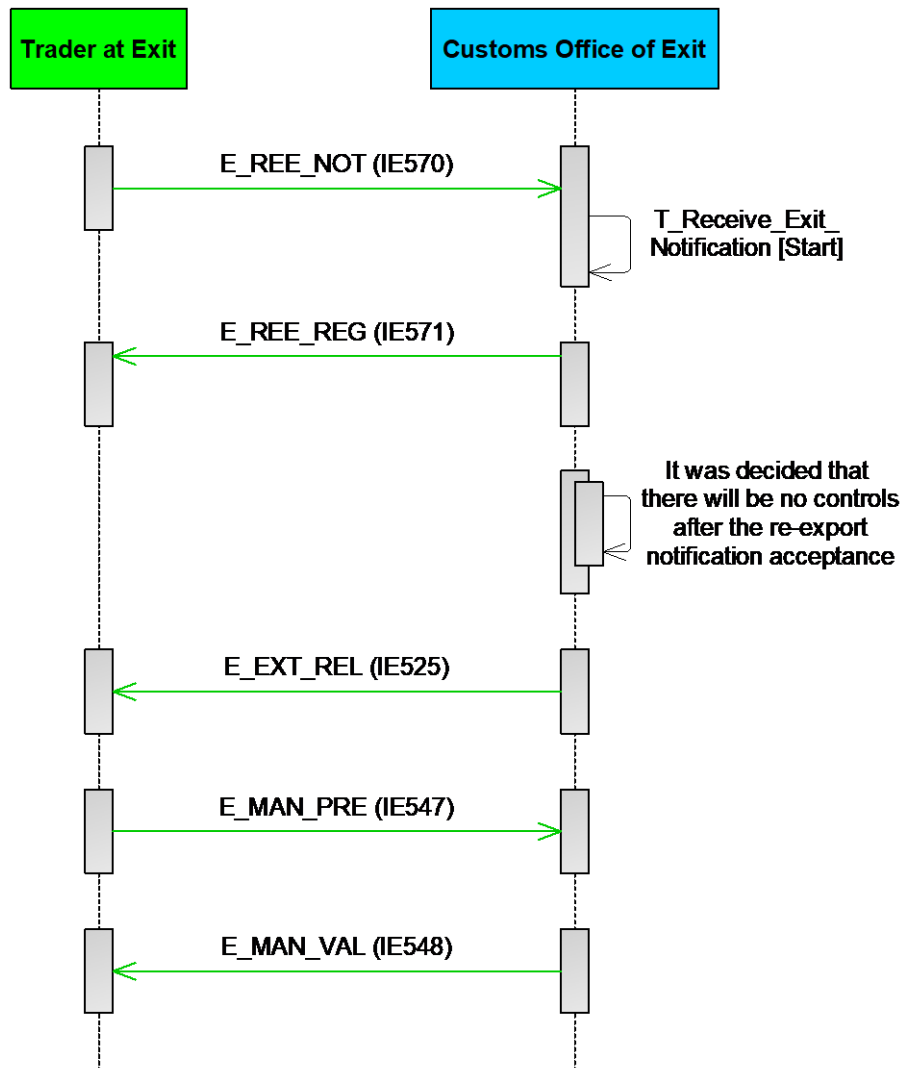 Trader at Exit
Customs Office of Exit
E_REE_NOT (IE570)
T_Receive_Exit_
Notification [Start]
E_REE_REG (IE571)
It was decided that
there will be no controls
after the re-export
notification acceptance
E_EXT_REL (IE525)
E_MAN_PRE (IE547)
E_MAN_VAL (IE548)